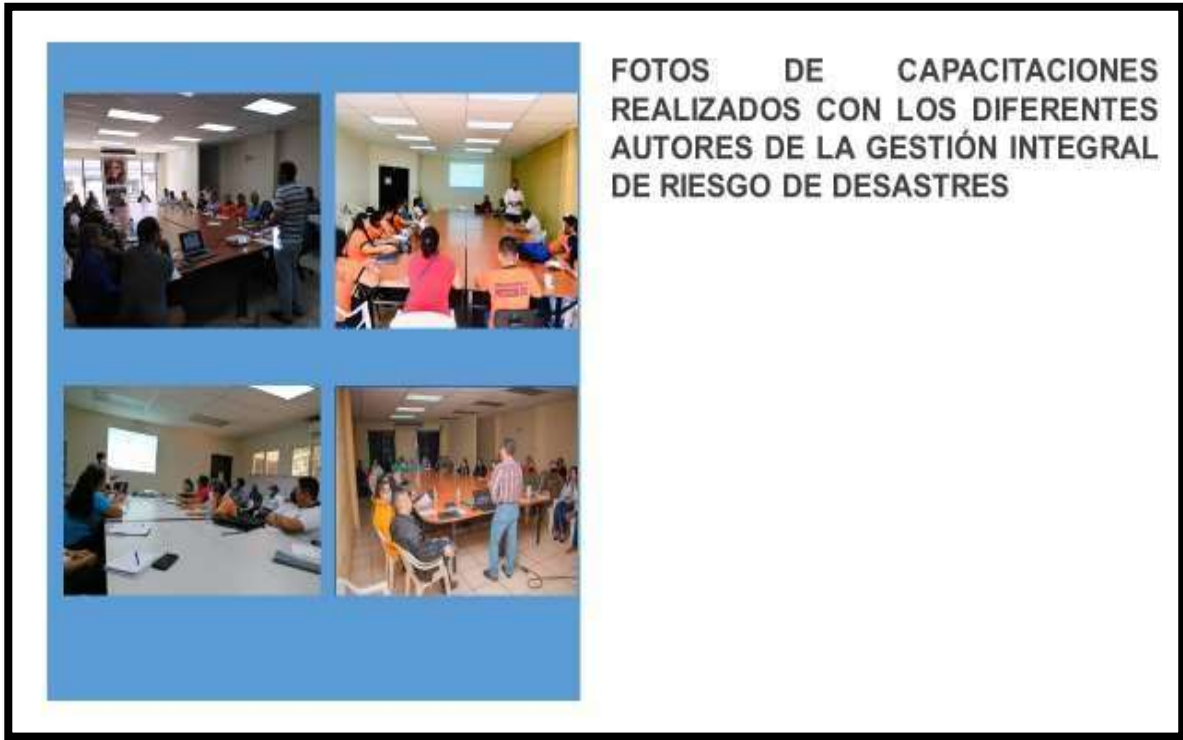 FOTOS DE CAPACITACIONES
REALIZADOS CON LOS DIFERENTES
AUTORES DE LA GESTIÓN INTEGRAL
DE RIESGO DE DESASTRES